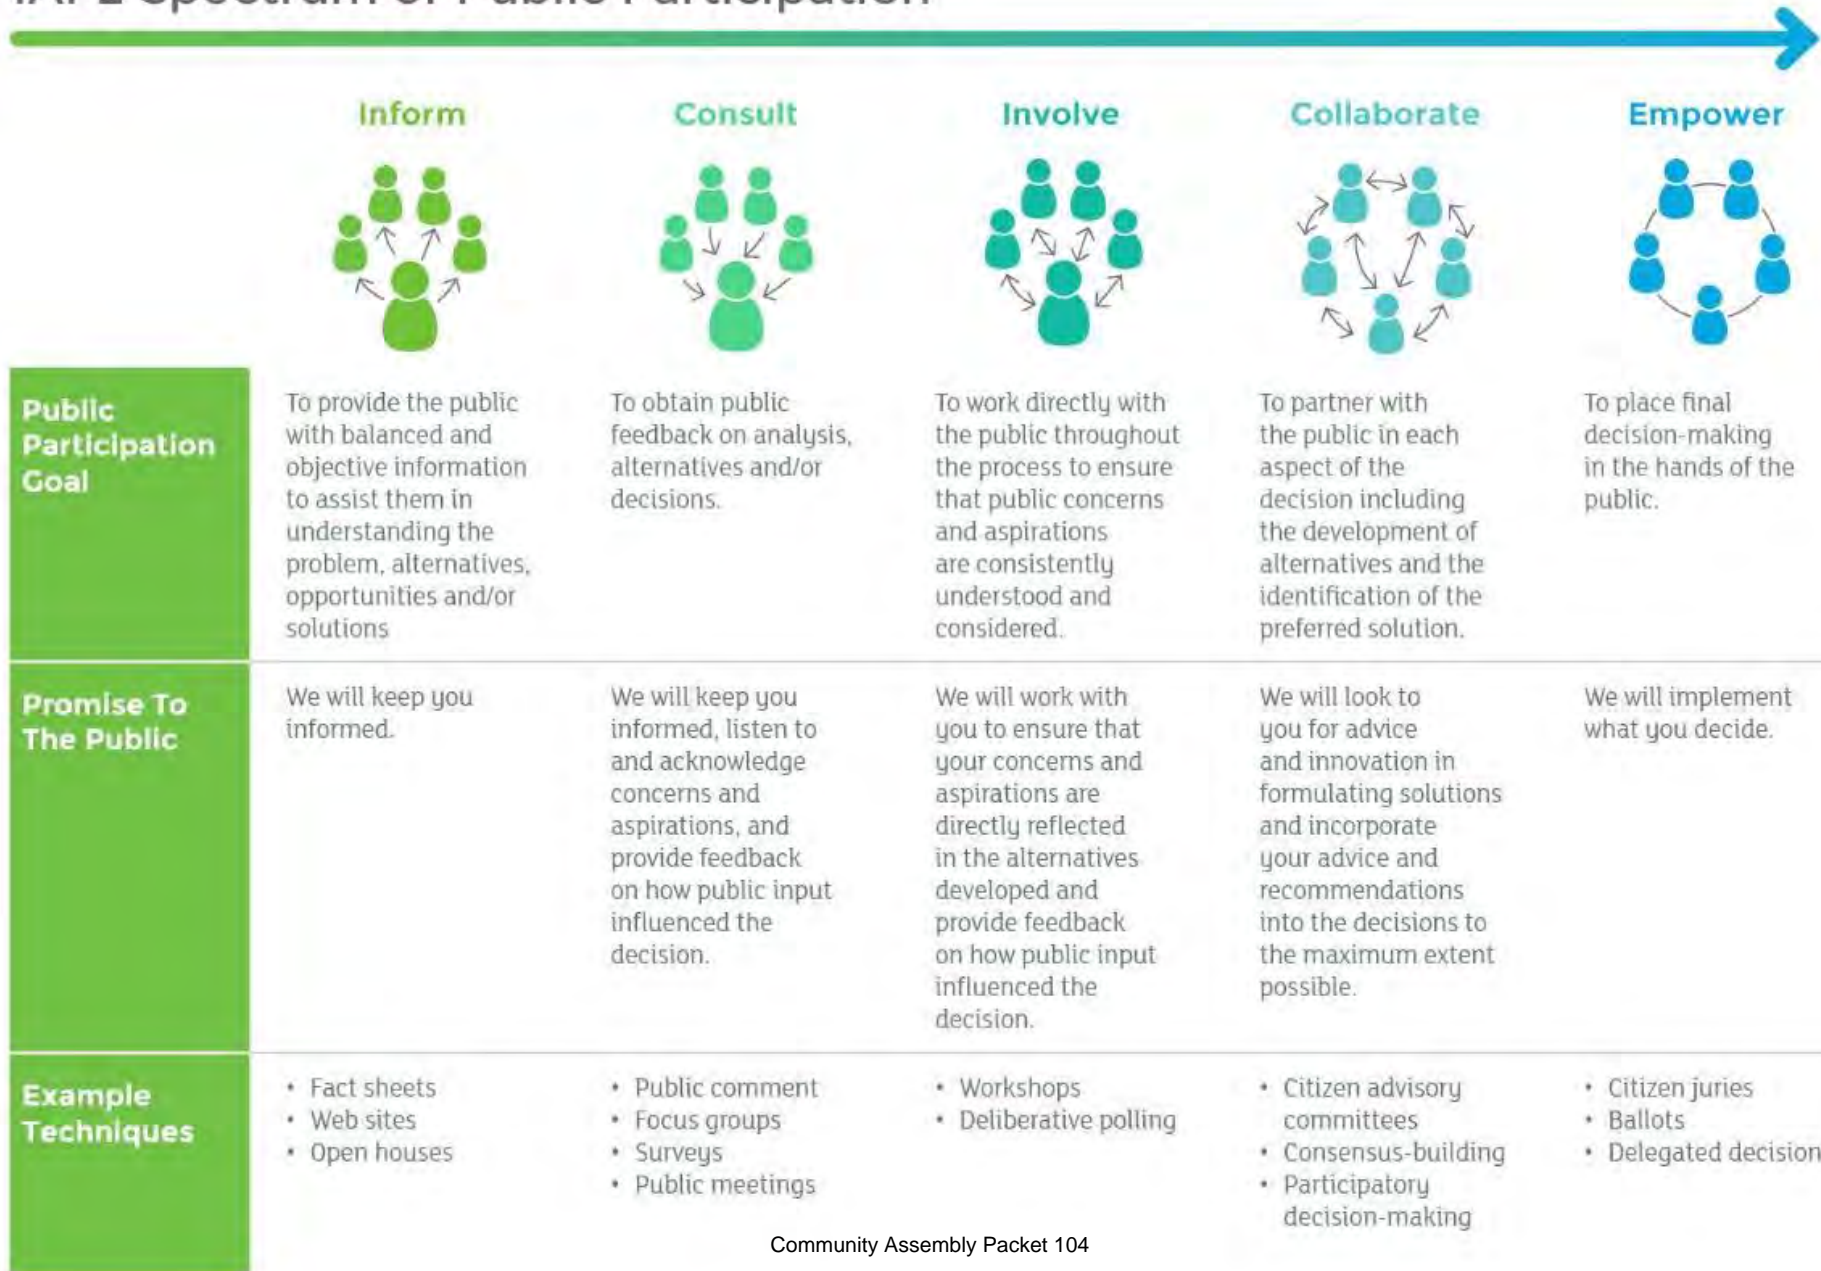 IAP2 Spectrum of Public Participation
Inform
Consult
Involve
Collaborate
Empower
Public
Participation
Goal
To provide the public
with balanced and
objective information
to assist them in
understanding the
problem, alternatives,
opportunities and/or
solutions
To obtain public
feedback on analysis,
alternatives and/or
decisions.
To work directly with
the public throughout
the process to ensure
that public concerns
and aspirations
are consistently
understood and
considered.
To partner with
the public in each
aspect of the
decision including
the development of
alternatives and the
identification of the
preferred solution.
To place final
decision-making
in the hands of the
public.
Promise To
The Public
We will keep you
informed.
We will keep you
informed, listen to
and acknowledge
concerns and
aspirations, and
provide feedback
on how public input
influenced the
decision.
We will work with
you to ensure that
your concerns and
aspirations are
directly reflected
in the alternatives
developed and
provide feedback
on how public input
influenced the
decision.
We will look to
you for advice
and innovation in
formulating solutions
and incorporate
your advice and
recommendations
into the decisions to
the maximum extent
possible.
We will implement
what you decide.
Example
Techniques
• Fact sheets
• Web sites
• Open houses
• Public comment
• Focus groups
• Surveys
• Public meetings
• Workshops
• Deliberative polling
• Citizen advisory
committees
• Consensus-building
• Participatory
decision-making
• Citizen juries
• Ballots
• Delegated decision
Community Assembly Packet 104